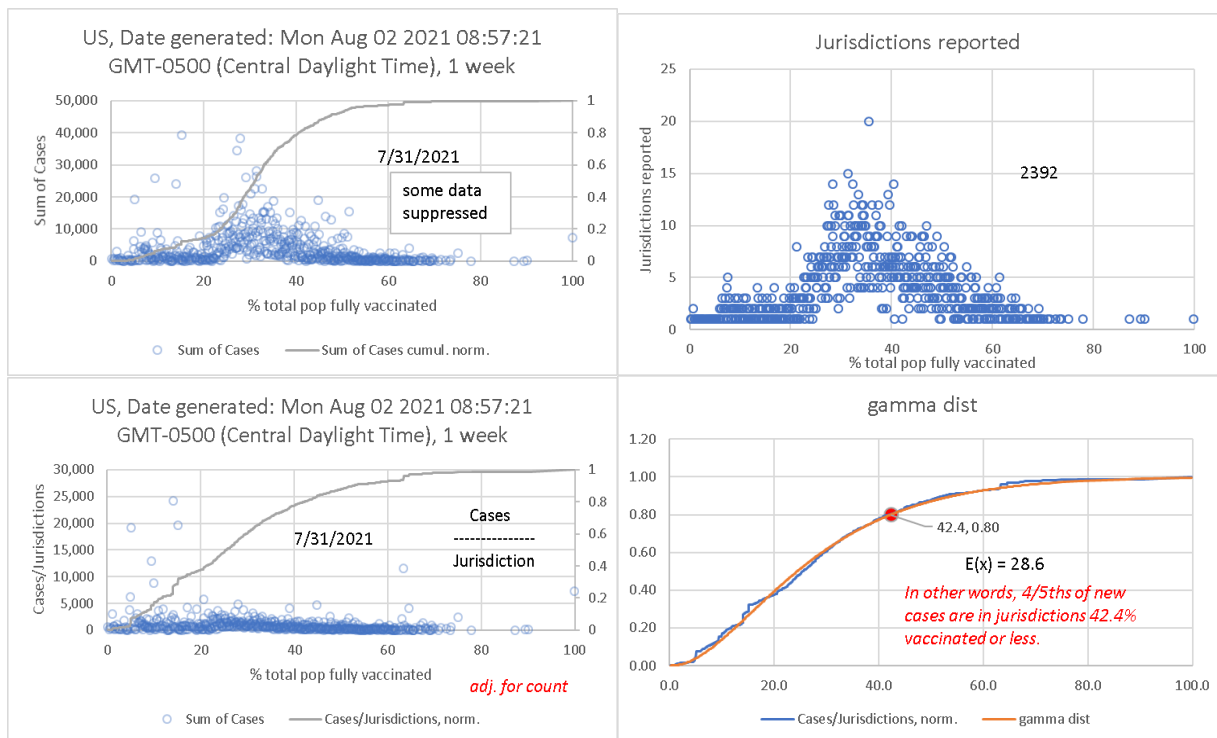 US, Date generated: Mon Aug 02 2021 08:57:21
GMT-0500 (Central Daylight Time), 1 week
50,000
40,000
30,000
20,000
10,000
0
1
0.8
0.6
0.4
0.2
0
0
20
40
60
80
100
Sum of Cases
7/31/2021
some data
suppressed
% total pop fully vaccinated
Sum of Cases
Sum of Cases cumul. norm.
Jurisdictions reported
25
20
15
10
5
0
0
20
40
60
80
100
Jurisdictions reported
2392
% total pop fully vaccinated
US, Date generated: Mon Aug 02 2021 08:57:21
GMT-0500 (Central Daylight Time), 1 week
30,000
25,000
20,000
15,000
10,000
5,000
0
1
0.8
0.6
0.4
0.2
0
0
20
40
60
80
100
Cases/Jurisdictions
7/31/2021
Cases
---------------
Jurisdiction
% total pop fully vaccinated
adj. for count
Sum of Cases
Cases/Jurisdictions, norm.
gamma dist
1.20
1.00
0.80
0.60
0.40
0.20
0.00
0.0
20.0
40.0
60.0
80.0
100.0
42.4, 0.80
E(x) = 28.6
In other words, 4/5ths of new
cases are in jurisdictions 42.4%
vaccinated or less.
Cases/Jurisdictions, norm.
gamma dist